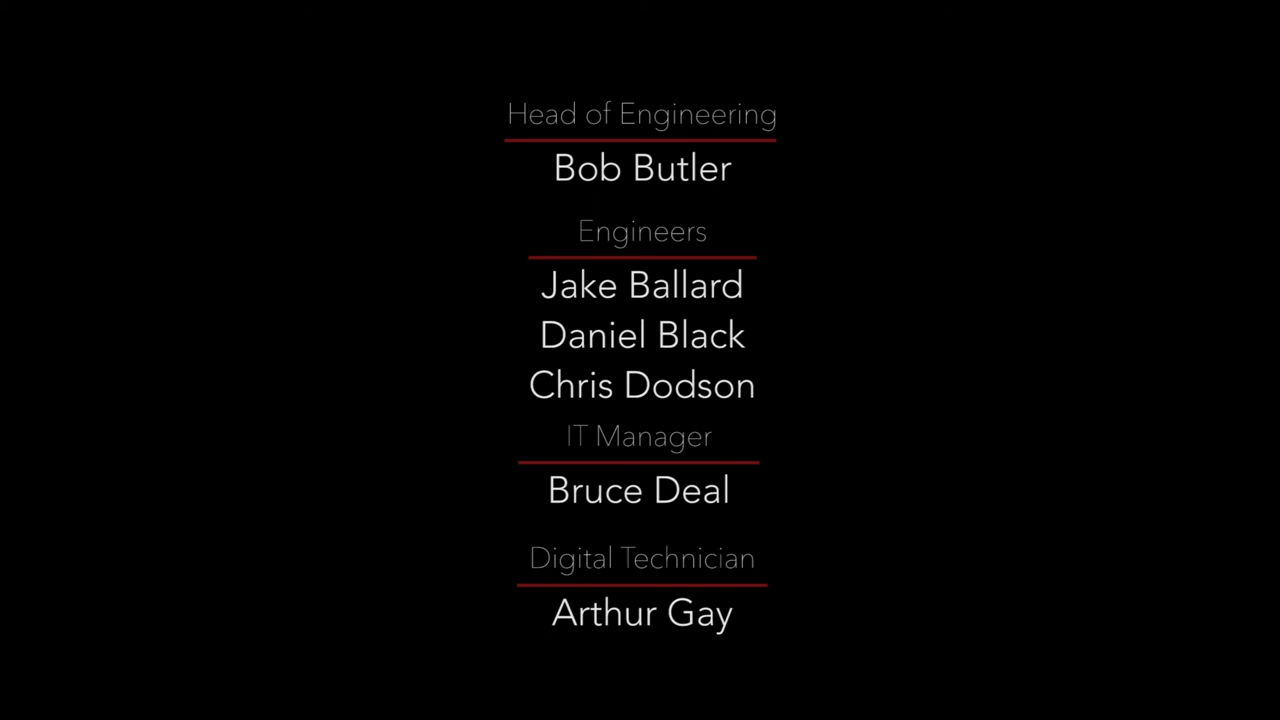 Head of Engineering
Bob Butler
Engineers
Jake Ballard
Daniel Black
Chris Dodson
IT Manager
Bruce Deal
Digital Technician
Arthur Gay